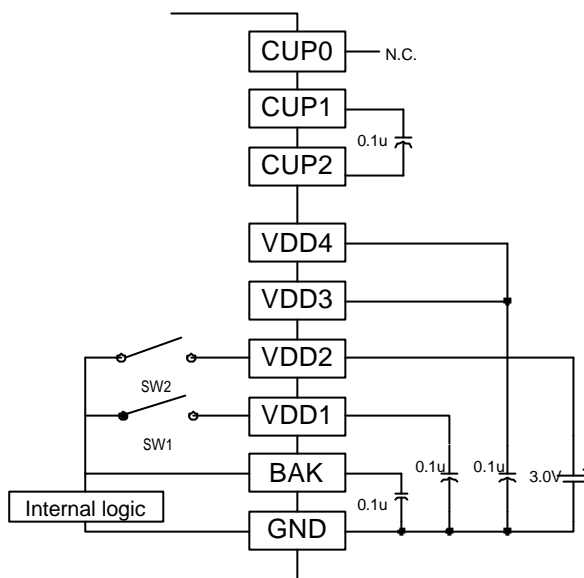 CUP0
N.C.
CUP1
0.1u
CUP2
VDD4
VDD3
VDD2
SW2
VDD1
SW1
BAK
0.1u
0.1u
3.0V
0.1u
Internal logic
GND